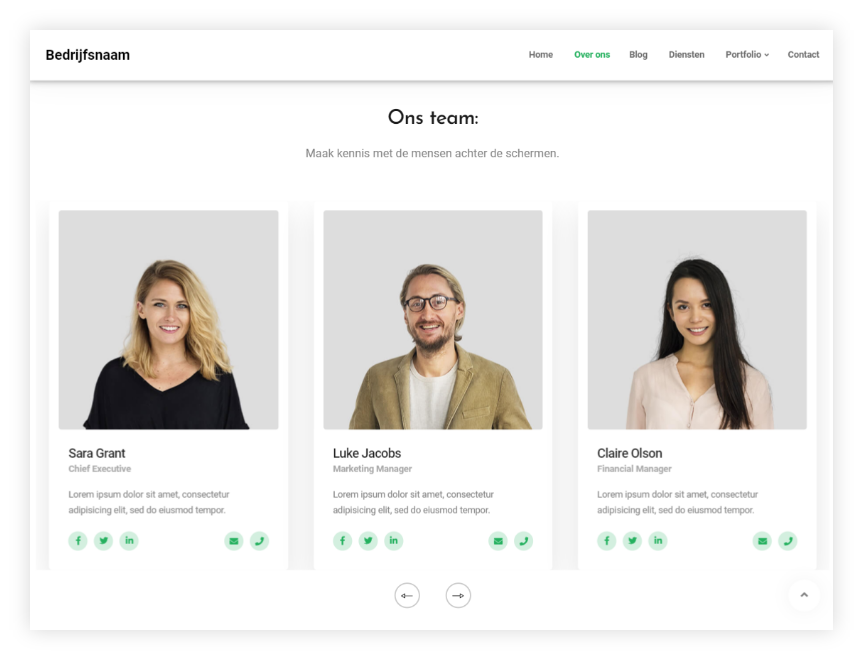 Bedrijfsnaam
Home Over ons Blog Diensten Portfolio Contact
Ons team:
Maak kennis met de mensen achter de schermen.
Sara Grant
Chief Executive
Lorem ipsum dolor sit amet, consectetur
adipisicing elit, sed do eiusmod tempor.
Luke Jacobs
Marketing Manager
Lorem ipsum dolor sit amet, consectetur
adipisicing elit, sed do eiusmod tempor.
Claire Olson
Financial Manager
Lorem ipsum dolor sit amet, consectetur
adipisicing elit, sed do eiusmod tempor.